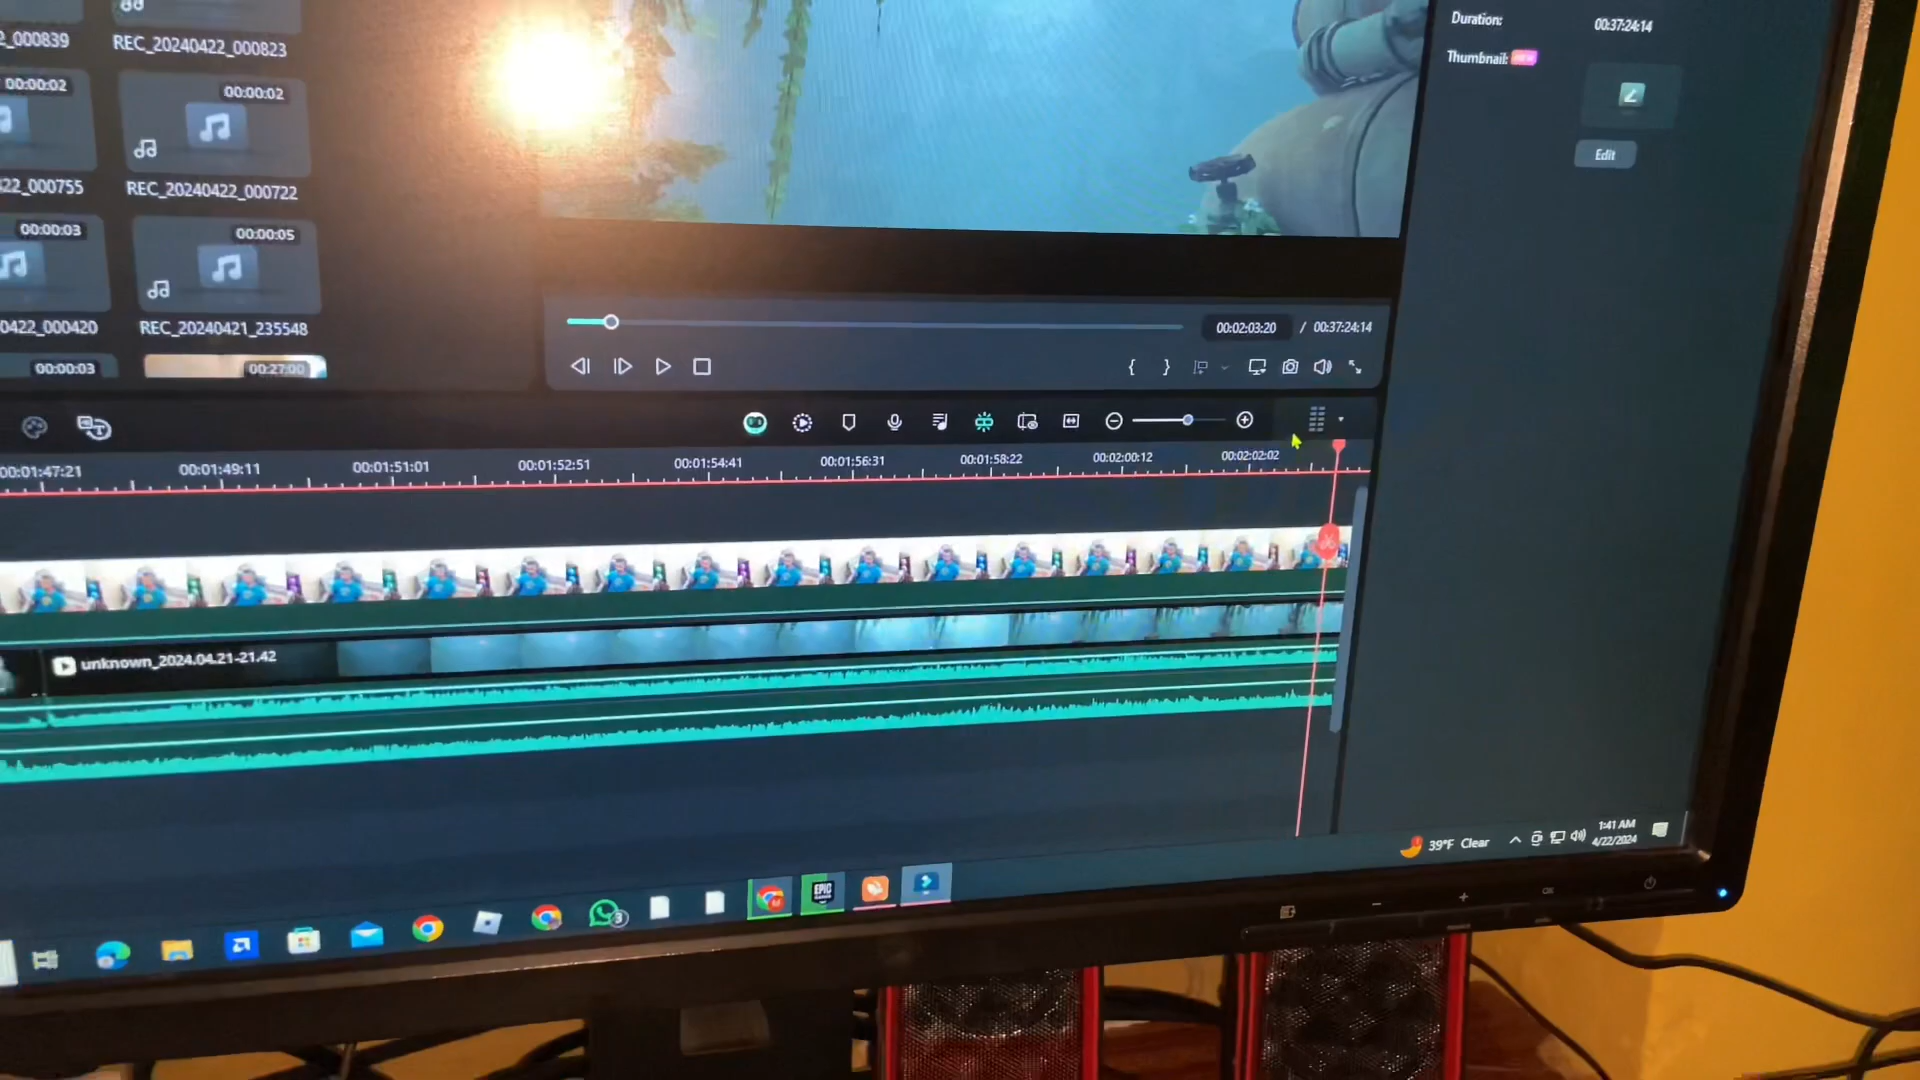 2_000839
REC_20240422_000823
00:00:02
00:00:02
22_000755
REC_20240422_000722
00:00:03
00:00:05
0422_000420
REC_20240421_235548
00:00:03
00:27:00
Duration:
00:37:24:14
Thumbnail:
Edit
00:02:03:20 / 00:37:24:14
{ }
00:01:47:21 00:01:49:11 00:01:51:01 00:01:52:51 00:01:54:41 00:01:56:31 00:01:58:22 00:02:00:12 00:02:02:02
unknown_2024.04.21-21.42
39°F Clear
1:41 AM
4/22/2024
EPIC
3